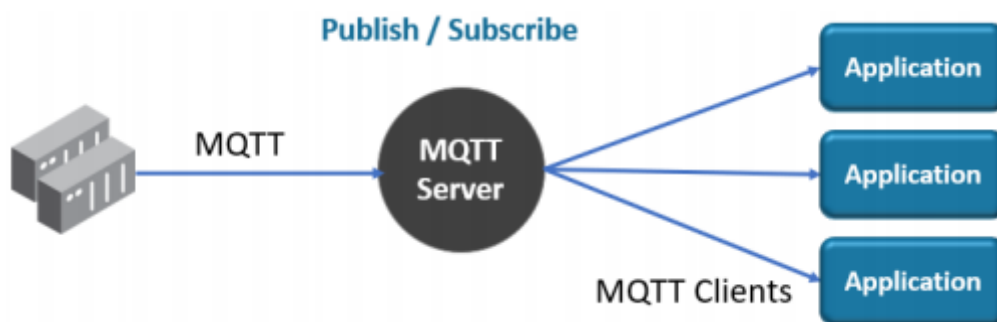 Publish / Subscribe
Application
MQTT
MQTT
Server
Application
MQTT Clients
Application